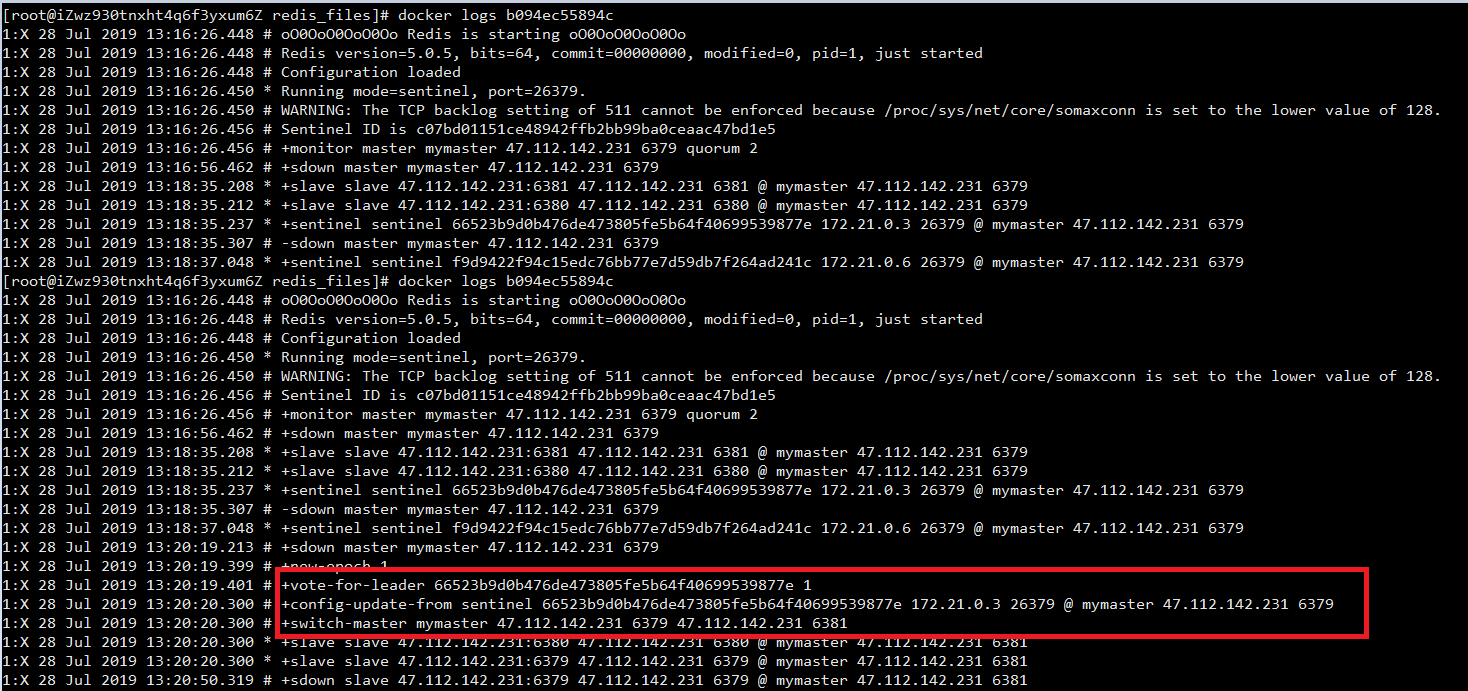 [root@iZwz930tnxht4q6f3yxum6Z redis_files]# docker logs b094ec55894c
1:X 28 Jul 2019 13:16:26.448 # oO0OoO0OoO0Oo Redis is starting oO0OoO0OoO0Oo
1:X 28 Jul 2019 13:16:26.448 # Redis version=5.0.5, bits=64, commit=00000000, modified=0, pid=1, just started
1:X 28 Jul 2019 13:16:26.448 # Configuration loaded
1:X 28 Jul 2019 13:16:26.450 * Running mode=sentinel, port=26379.
1:X 28 Jul 2019 13:16:26.450 # WARNING: The TCP backlog setting of 511 cannot be enforced because /proc/sys/net/core/somaxconn is set to the lower value of 128.
1:X 28 Jul 2019 13:16:26.456 # Sentinel ID is c07bd01151ce48942ffb2bb99ba0ceaac47bd1e5
1:X 28 Jul 2019 13:16:26.456 # +monitor master mymaster 47.112.142.231 6379 quorum 2
1:X 28 Jul 2019 13:16:56.462 # +sdown master mymaster 47.112.142.231 6379
1:X 28 Jul 2019 13:18:35.208 * +slave slave 47.112.142.231:6381 47.112.142.231 6381 @ mymaster 47.112.142.231 6379
1:X 28 Jul 2019 13:18:35.212 * +slave slave 47.112.142.231:6380 47.112.142.231 6380 @ mymaster 47.112.142.231 6379
1:X 28 Jul 2019 13:18:35.237 * +sentinel sentinel 66523b9d0b476de473805fe5b64f40699539877e 172.21.0.3 26379 @ mymaster 47.112.142.231 6379
1:X 28 Jul 2019 13:18:35.307 # -sdown master mymaster 47.112.142.231 6379
1:X 28 Jul 2019 13:18:37.048 * +sentinel sentinel f9d9422f94c15edc76bb77e7d59db7f264ad241c 172.21.0.6 26379 @ mymaster 47.112.142.231 6379
[root@iZwz930tnxht4q6f3yxum6Z redis_files]# docker logs b094ec55894c
1:X 28 Jul 2019 13:16:26.448 # oO0OoO0OoO0Oo Redis is starting oO0OoO0OoO0Oo
1:X 28 Jul 2019 13:16:26.448 # Redis version=5.0.5, bits=64, commit=00000000, modified=0, pid=1, just started
1:X 28 Jul 2019 13:16:26.448 # Configuration loaded
1:X 28 Jul 2019 13:16:26.450 * Running mode=sentinel, port=26379.
1:X 28 Jul 2019 13:16:26.450 # WARNING: The TCP backlog setting of 511 cannot be enforced because /proc/sys/net/core/somaxconn is set to the lower value of 128.
1:X 28 Jul 2019 13:16:26.456 # Sentinel ID is c07bd01151ce48942ffb2bb99ba0ceaac47bd1e5
1:X 28 Jul 2019 13:16:26.456 # +monitor master mymaster 47.112.142.231 6379 quorum 2
1:X 28 Jul 2019 13:16:56.462 # +sdown master mymaster 47.112.142.231 6379
1:X 28 Jul 2019 13:18:35.208 * +slave slave 47.112.142.231:6381 47.112.142.231 6381 @ mymaster 47.112.142.231 6379
1:X 28 Jul 2019 13:18:35.212 * +slave slave 47.112.142.231:6380 47.112.142.231 6380 @ mymaster 47.112.142.231 6379
1:X 28 Jul 2019 13:18:35.237 * +sentinel sentinel 66523b9d0b476de473805fe5b64f40699539877e 172.21.0.3 26379 @ mymaster 47.112.142.231 6379
1:X 28 Jul 2019 13:18:35.307 # -sdown master mymaster 47.112.142.231 6379
1:X 28 Jul 2019 13:18:37.048 * +sentinel sentinel f9d9422f94c15edc76bb77e7d59db7f264ad241c 172.21.0.6 26379 @ mymaster 47.112.142.231 6379
1:X 28 Jul 2019 13:20:19.213 # +sdown master mymaster 47.112.142.231 6379
1:X 28 Jul 2019 13:20:19.399 # +new-epoch 1
1:X 28 Jul 2019 13:20:19.401 # +vote-for-leader 66523b9d0b476de473805fe5b64f40699539877e 1
1:X 28 Jul 2019 13:20:20.300 # +config-update-from sentinel 66523b9d0b476de473805fe5b64f40699539877e 172.21.0.3 26379 @ mymaster 47.112.142.231 6379
1:X 28 Jul 2019 13:20:20.300 # +switch-master mymaster 47.112.142.231 6379 47.112.142.231 6381
1:X 28 Jul 2019 13:20:20.300 * +slave slave 47.112.142.231:6380 47.112.142.231 6380 @ mymaster 47.112.142.231 6381
1:X 28 Jul 2019 13:20:20.300 * +slave slave 47.112.142.231:6379 47.112.142.231 6379 @ mymaster 47.112.142.231 6381
1:X 28 Jul 2019 13:20:50.319 # +sdown slave 47.112.142.231:6379 47.112.142.231 6379 @ mymaster 47.112.142.231 6381